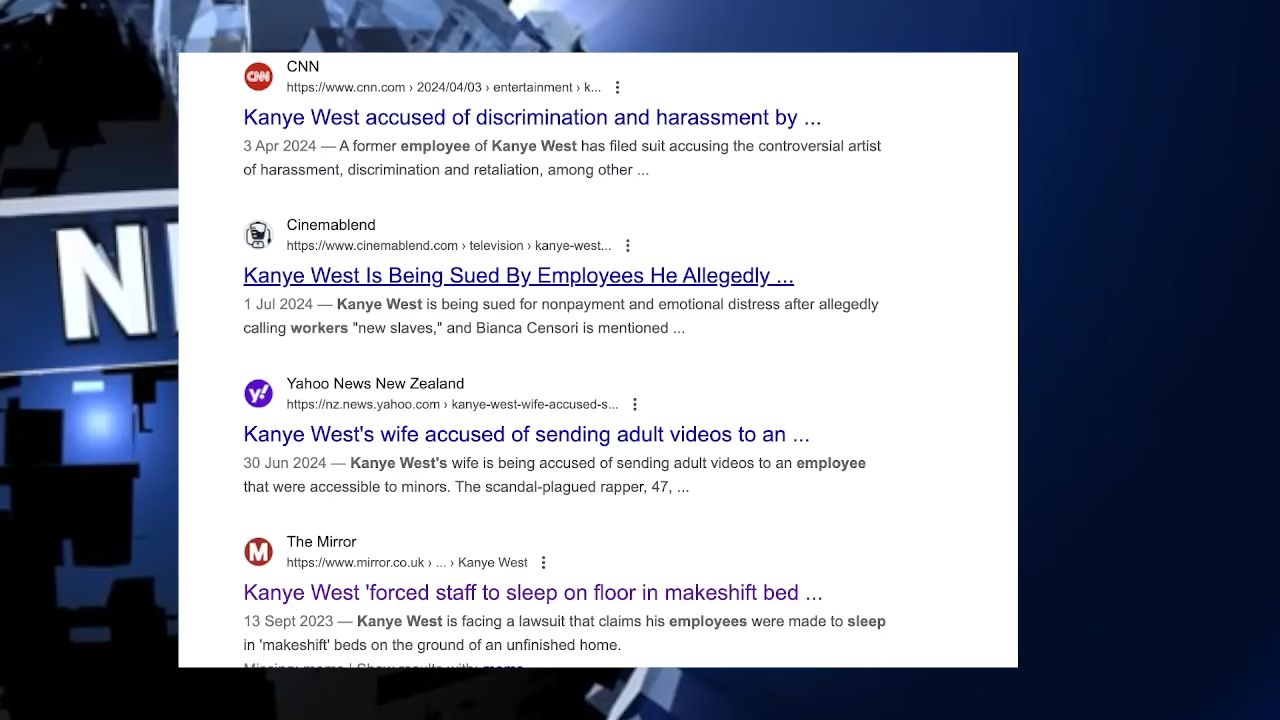 CNN
https://www.cnn.com › 2024/04/03 › entertainment › k...
Kanye West accused of discrimination and harassment by ...
3 Apr 2024 — A former employee of Kanye West has filed suit accusing the controversial artist
of harassment, discrimination and retaliation, among other ...
Cinemablend
https://www.cinemablend.com › television › kanye-west...
Kanye West Is Being Sued By Employees He Allegedly ...
1 Jul 2024 — Kanye West is being sued for nonpayment and emotional distress after allegedly
calling workers "new slaves," and Bianca Censori is mentioned ...
Yahoo News New Zealand
https://nz.news.yahoo.com › kanye-west-wife-accused-s...
Kanye West's wife accused of sending adult videos to an ...
30 Jun 2024 — Kanye West's wife is being accused of sending adult videos to an employee
that were accessible to minors. The scandal-plagued rapper, 47, ...
The Mirror
https://www.mirror.co.uk › ... › Kanye West
Kanye West 'forced staff to sleep on floor in makeshift bed ...
13 Sept 2023 — Kanye West is facing a lawsuit that claims his employees were made to sleep
in 'makeshift' beds on the ground of an unfinished home.